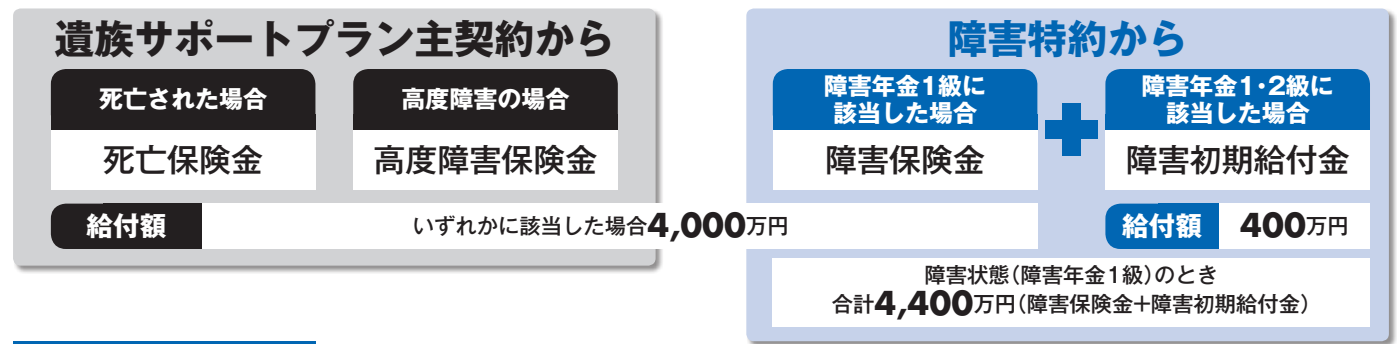 遺族サポートプラン主契約から
死亡された場合
高度障害の場合
死亡保険金
高度障害保険金
障害特約から
障害年金1級に
該当した場合
障害年金1・2級に
該当した場合
障害保険金
障害初期給付金
給付額
いずれかに該当した場合4,000万円
給付額
400万円
障害状態(障害年金1級)のとき
合計4,400万円(障害保険金+障害初期給付金)